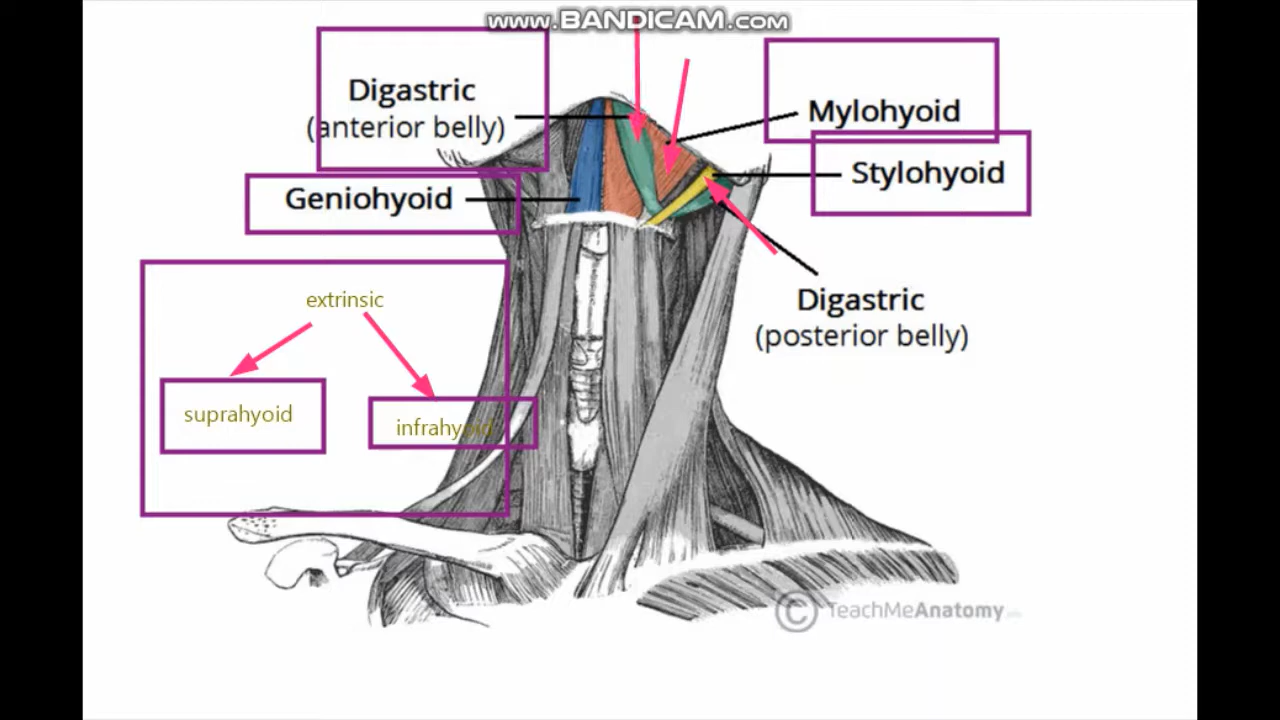 www.BANDICAM.com
Digastric
(anterior belly)
Mylohyoid
Stylohyoid
Geniohyoid
extrinsic
Digastric
(posterior belly)
suprahyoid
infrahyoid
© TeachMeAnatomy